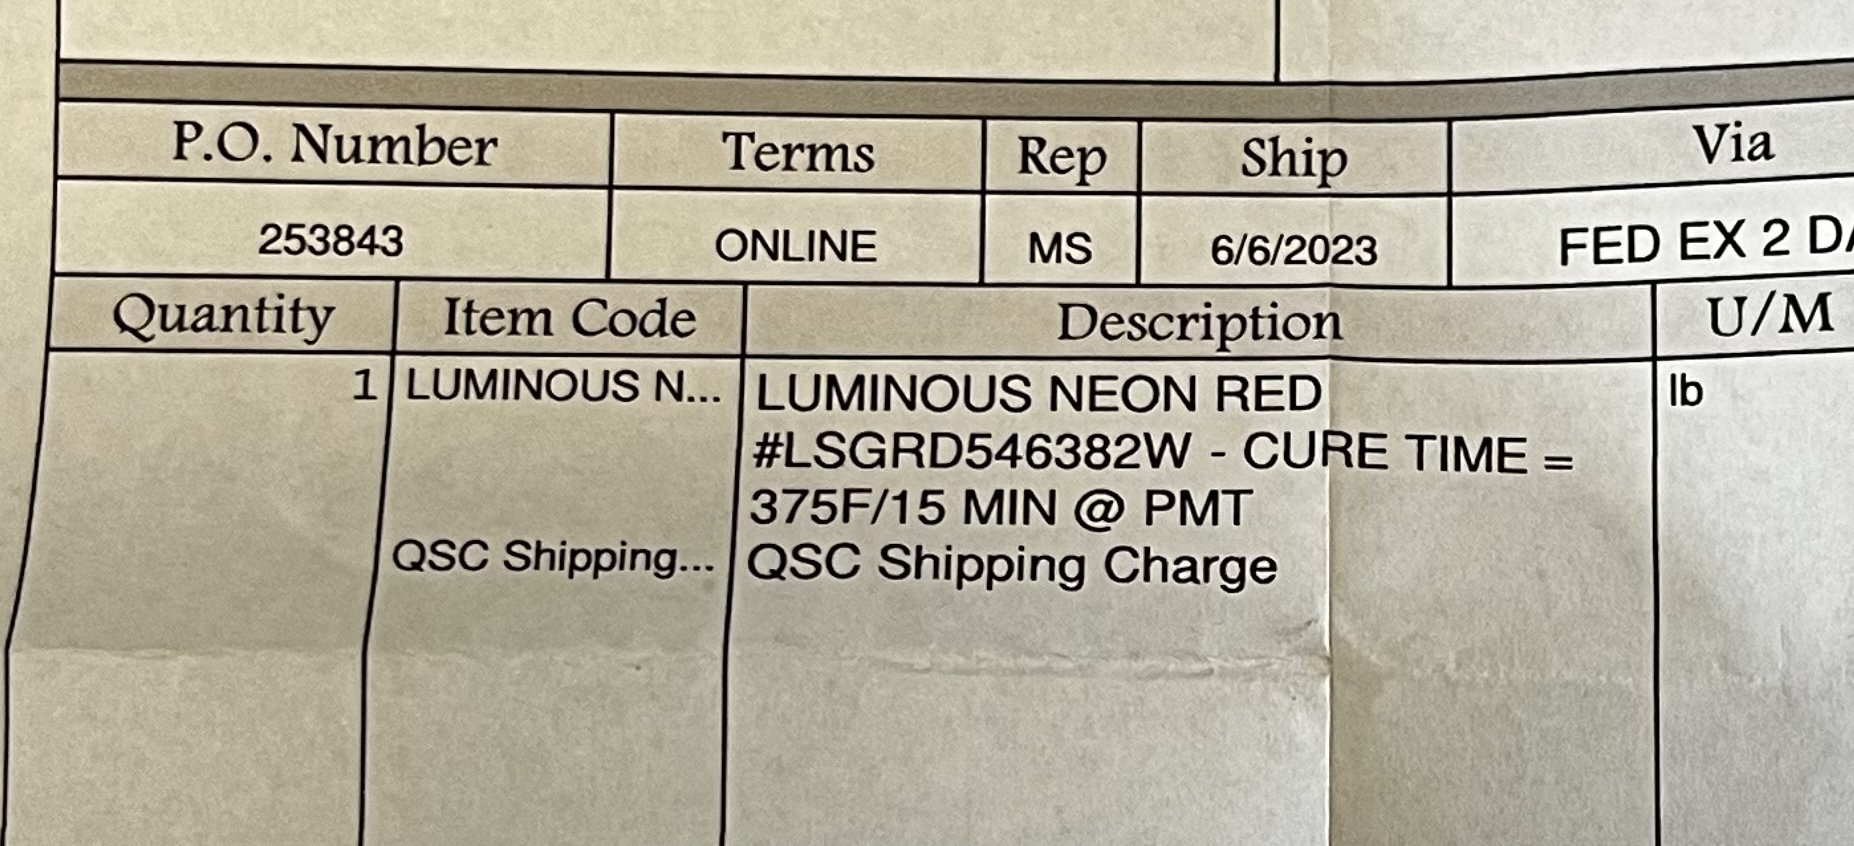 P.O. Number Terms Rep Ship Via
253843 ONLINE MS 6/6/2023 FED EX 2
Quantity Item Code Description U/M
1 LUMINOUS N... LUMINOUS NEON RED lb
#LSGRD546382W - CURE TIME =
375F/15 MIN @ PMT
QSC Shipping... QSC Shipping Charge